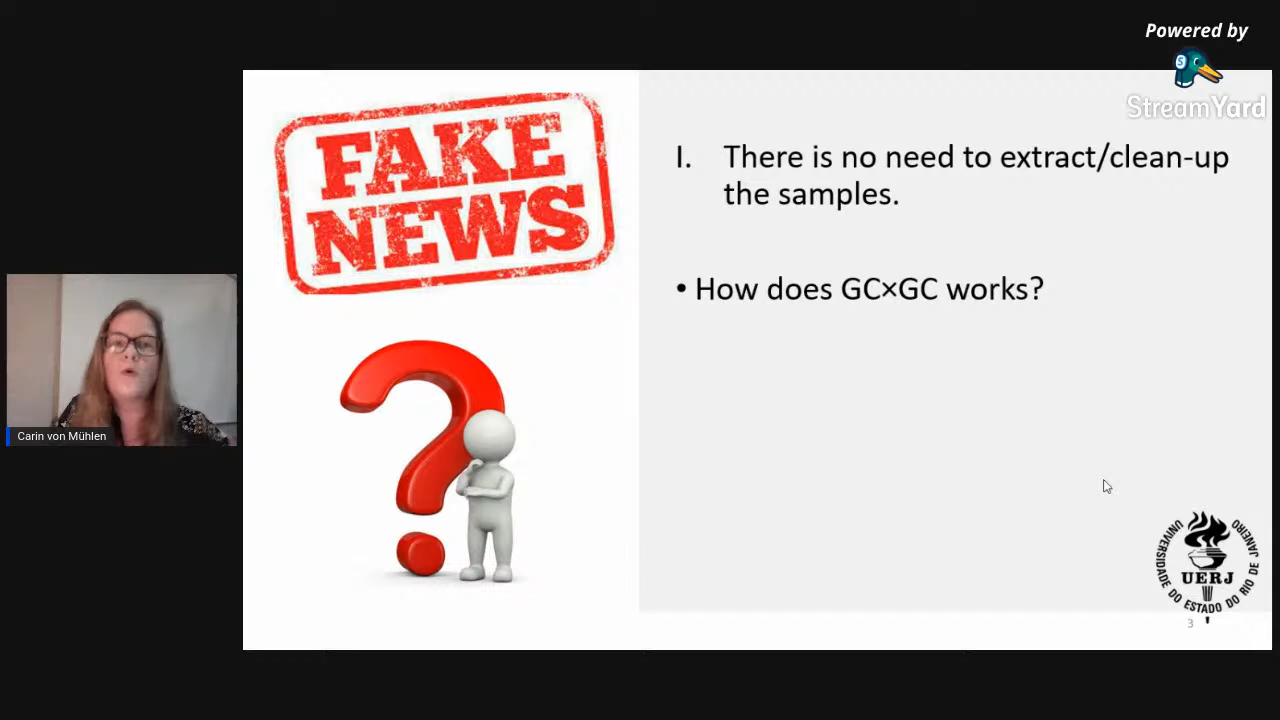 Powered by
S
StreamYard
FAKE
NEWS
I. There is no need to extract/clean-up
the samples.
• How does GC×GC works?
Carin von Mühlen
UNIVERSIDADE DO ESTADO DO RIO DE JANEIRO
UERJ
3